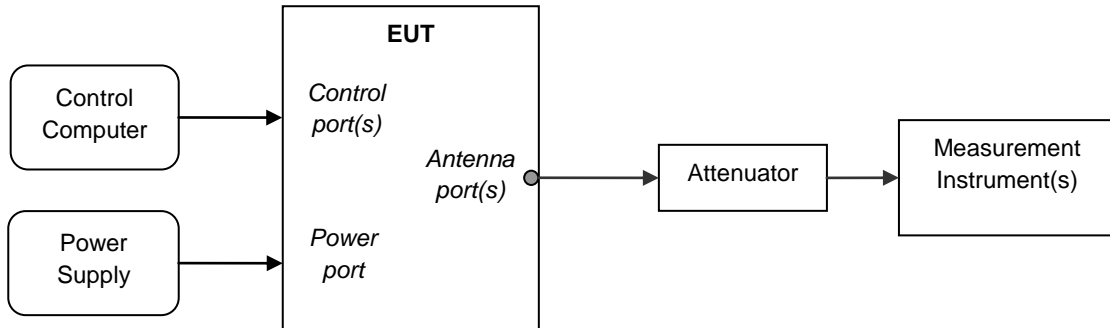 EUT
Control
Computer
Control
port(s)
Antenna
port(s)
Attenuator
Measurement
Instrument(s)
Power
Supply
Power
port